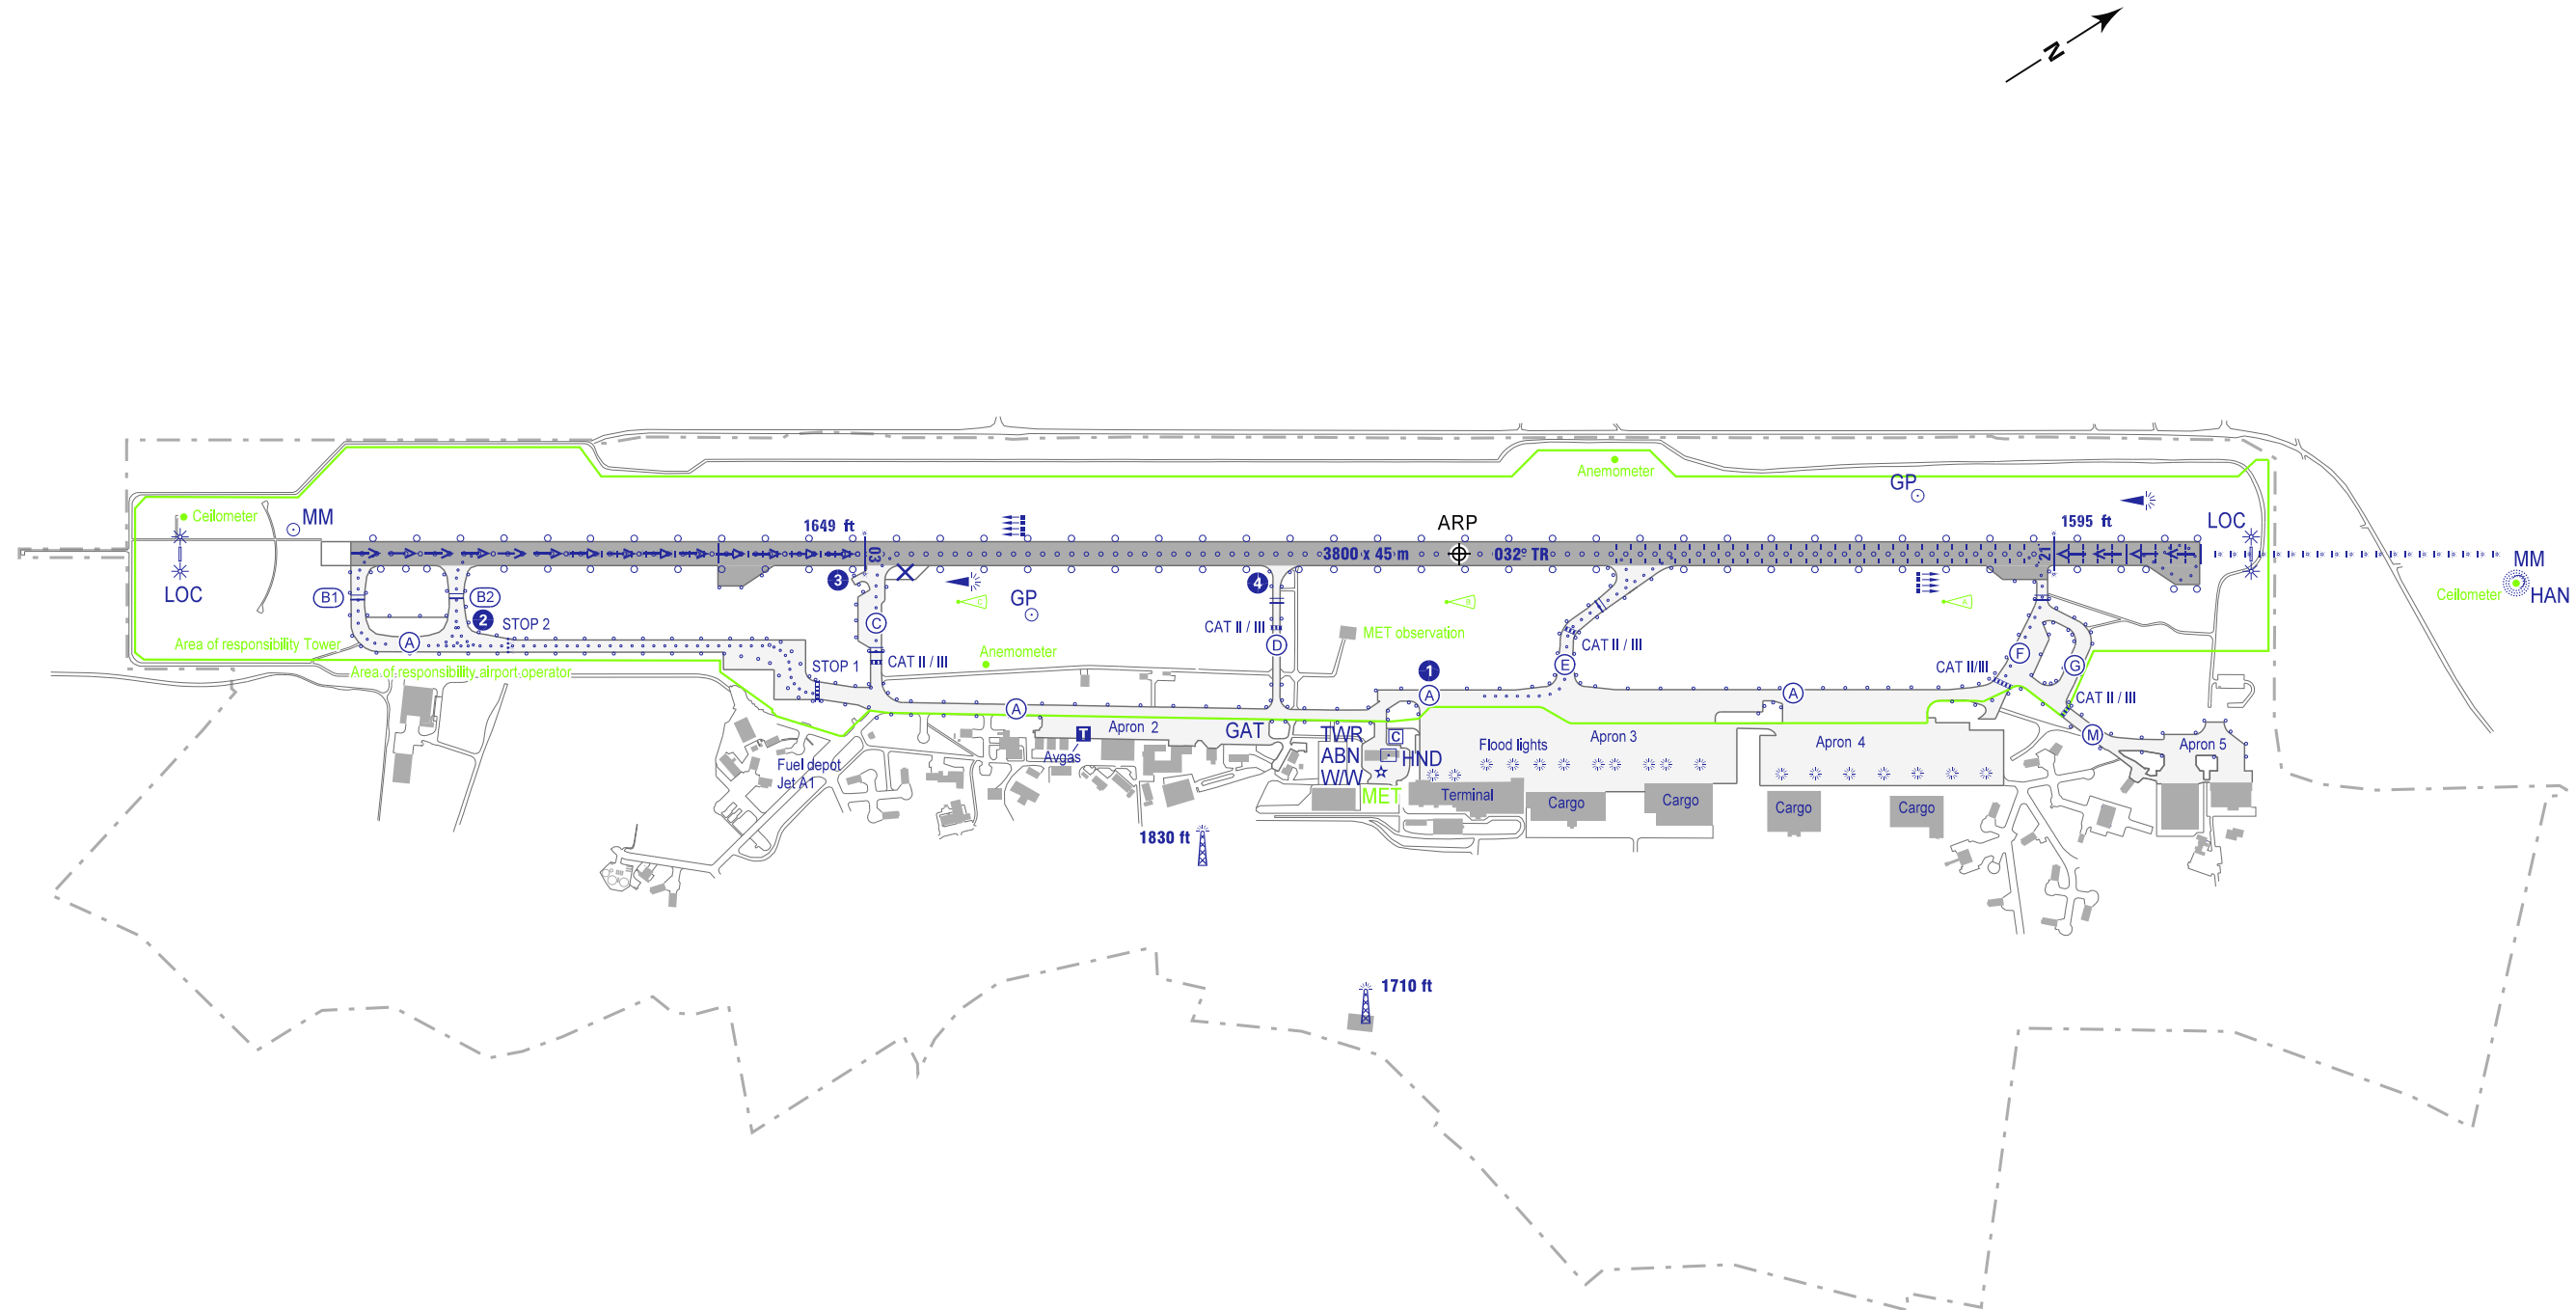 N
Anemometer
GP
Ceilometer
MM
1649 ft
ARP
1595 ft
LOC
03
3800 x 45 m
032° TR
21
MM
LOC
B1
B2
3
4
C
B
A
GP
Ceilometer
HAN
2
STOP 2
C
CAT II / III
MET observation
Area of responsibility Tower
A
D
CAT II / III
Anemometer
F
Area of responsibility airport operator
STOP 1
CAT II / III
1
E
CAT II/III
G
A
A
A
CAT II / III
Apron 2
GAT
TWR
C
Apron 3
M
T
Flood lights
Apron 4
Apron 5
Avgas
ABN
HND
Fuel depot
Jet A1
W/W
MET
Terminal
Cargo
Cargo
Cargo
Cargo
1830 ft
1710 ft